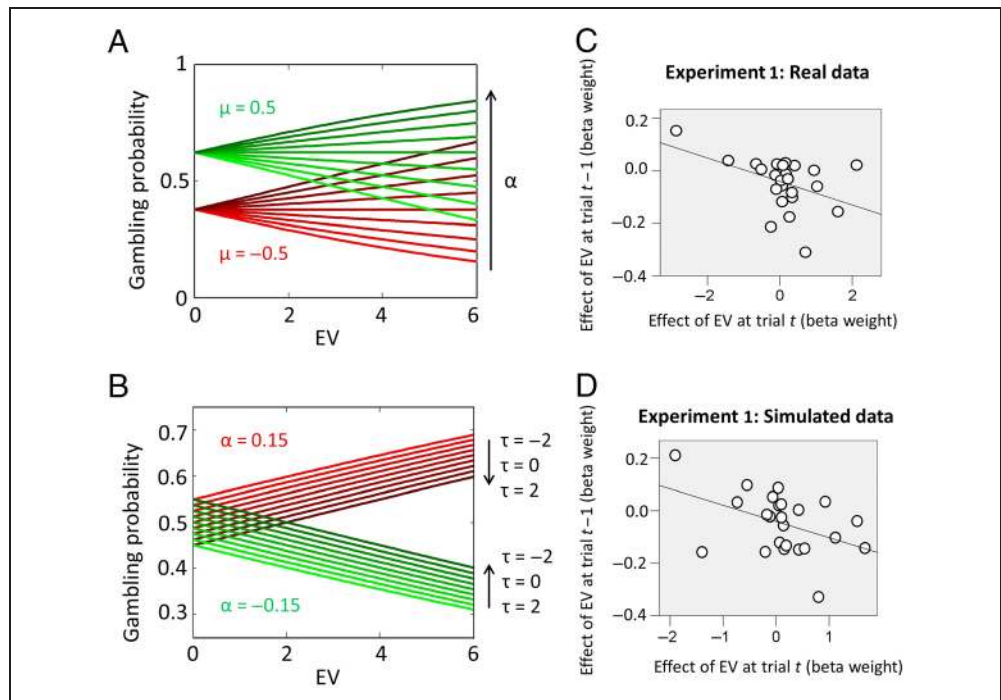 A
Gambling probability
1
0.5
0
μ = 0.5
μ = −0.5
α
0 2 4 6
EV
B
Gambling probability
0.7
0.6
0.5
0.4
0.3
α = 0.15
α = −0.15
τ = −2
τ = 0
τ = 2
τ = −2
τ = 0
τ = 2
0 2 4 6
EV
C
Experiment 1: Real data
Effect of EV at trial t−1 (beta weight)
0.2
0.0
−0.2
−0.4
−2 0 2
Effect of EV at trial t (beta weight)
D
Experiment 1: Simulated data
Effect of EV at trial t−1 (beta weight)
0.2
0.0
−0.2
−0.4
−2 −1 0 1
Effect of EV at trial t (beta weight)